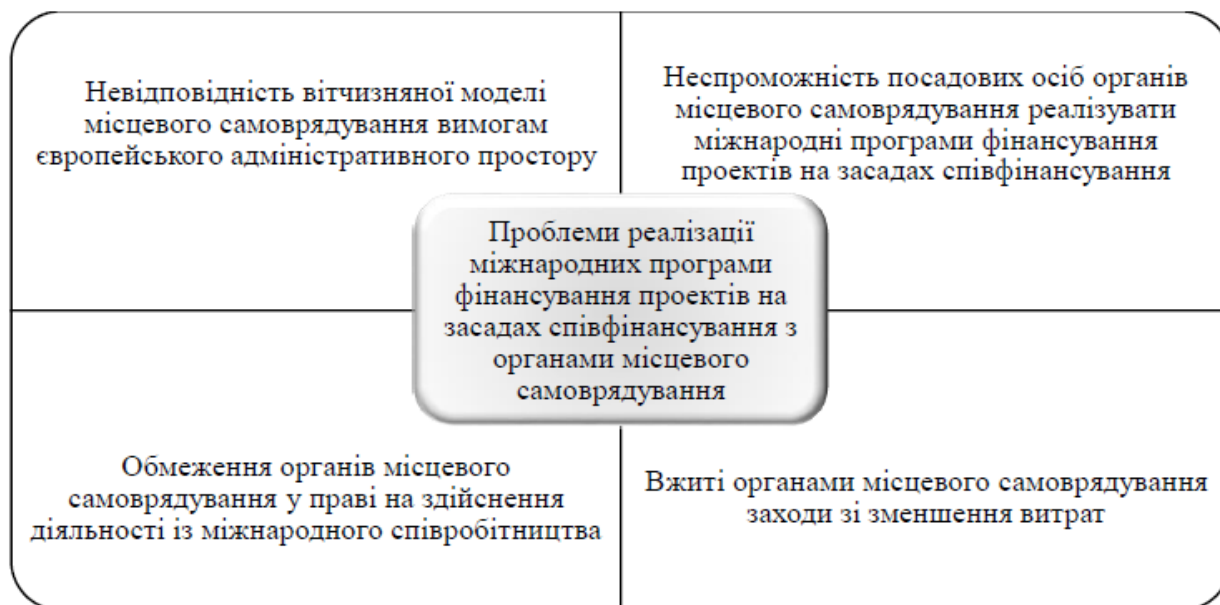 Невідповідність вітчизняної моделі
місцевого самоврядування вимогам
європейського адміністративного простору
Неспроможність посадових осіб органів
місцевого самоврядування реалізувати
міжнародні програми фінансування
проектів на засадах співфінансування
Проблеми реалізації
міжнародних програми
фінансування проектів на
засадах співфінансування з
органами місцевого
самоврядування
Обмеження органів місцевого
самоврядування у праві на здійснення
діяльності із міжнародного співробітництва
Вжиті органами місцевого самоврядування
заходи зі зменшення витрат